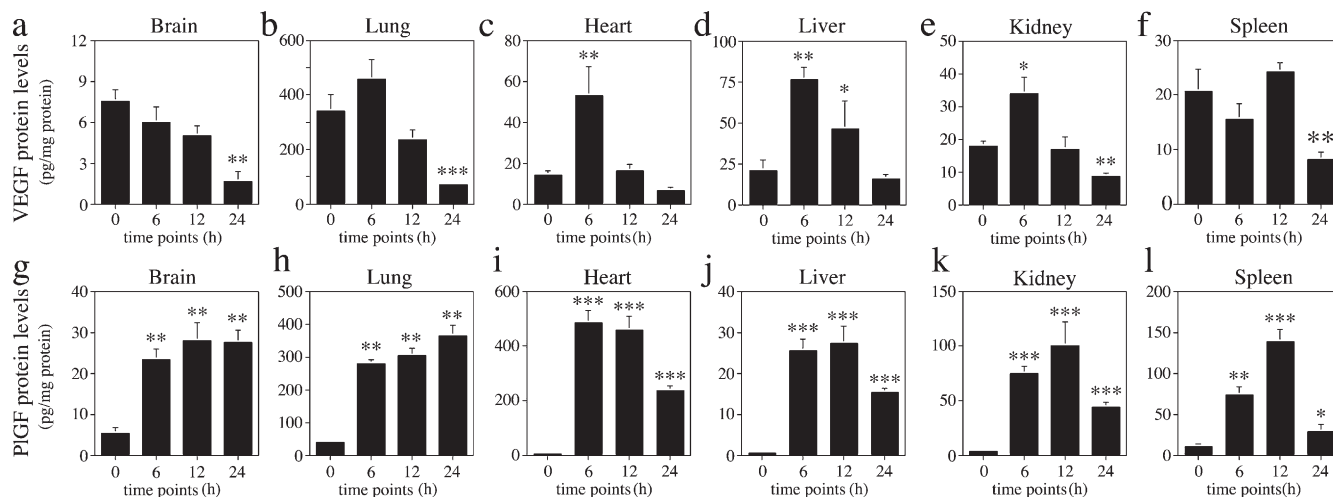 a Brain b Lung c Heart d Liver e Kidney f Spleen
VEGF protein levels
(pg/mg protein)
12 600 80 100 50 30
** ** * * **
9 60 75 40
400 20
6 40 50 30
** *** ** 20
3 200 20 25 10 10
0 0 0 0 0 0
0 6 12 24 0 6 12 24 0 6 12 24 0 6 12 24 0 6 12 24 0 6 12 24
time points (h) time points (h) time points (h) time points (h) time points (h) time points (h)
g Brain h Lung i Heart j Liver k Kidney l Spleen
PlGF protein levels
(pg/mg protein)
40 500 600 40 150 200
** ** ** ** ** ** *** *** *** *** *** *** *** *** *** ** *** *
30 400 400 30 100 150
20 300 20 100
200 200 50
10 100 10 50
0 0 0 0 0 0
0 6 12 24 0 6 12 24 0 6 12 24 0 6 12 24 0 6 12 24 0 6 12 24
time points (h) time points (h) time points (h) time points (h) time points (h) time points (h)